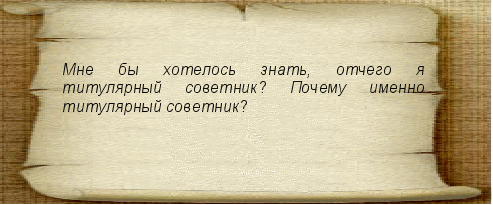 Мне бы хотелось знать, отчего я
титулярный советник? Почему именно
титулярный советник?